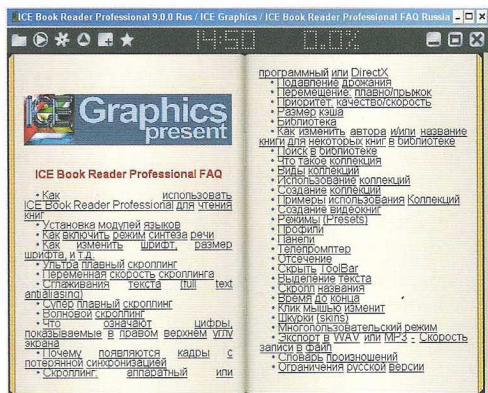 ICE Book Reader Professional 9.0.0 Rus / ICE Graphics / ICE Book Reader Professional FAQ Russia
14:50 0.0%
ICE Graphics
present
ICE Book Reader Professional FAQ
• Как использовать
ICE Book Reader Professional для чтения
книг
• Установка модулей языков
• Как включить режим синтеза речи
• Как изменить шрифт, размер
шрифта, и т.д.
• Ультра плавный скроллинг
• Переменная скорость скроллинга
• Сглаживания текста (full text
antialiasing)
• Супер плавный скроллинг
• Волновой скроллинг
• Что означают цифры,
показываемые в правом верхнем углу
экрана
• Почему появляются кадры с
потерянной синхронизацией
• Скроллинг: аппаратный или
программный или DirectX
• Подавление дрожания
• Перемещение: плавно/прыжок
• Приоритет: качество/скорость
• Размер кэша
• Библиотека
• Как изменить автора и/или название
книги для некоторых книг в библиотеке
• Поиск в библиотеке
• Что такое коллекция
• Виды коллекции
• Использование коллекций
• Создание коллекций
• Примеры использования Коллекций
• Создание видеокниг
• Режимы (Presets)
• Профили
• Панели
• Телепромптер
• Отсечение
• Скрыть ToolBar
• Выделение текста
• Скролл названия
• Время до конца
• Клик мышью изменит
• Шкурки (skins)
• Многопользовательский режим
• Экспорт в WAV или MP3 - Скорость
записи в файл
• Словарь произношений
• Ограничения русской версии